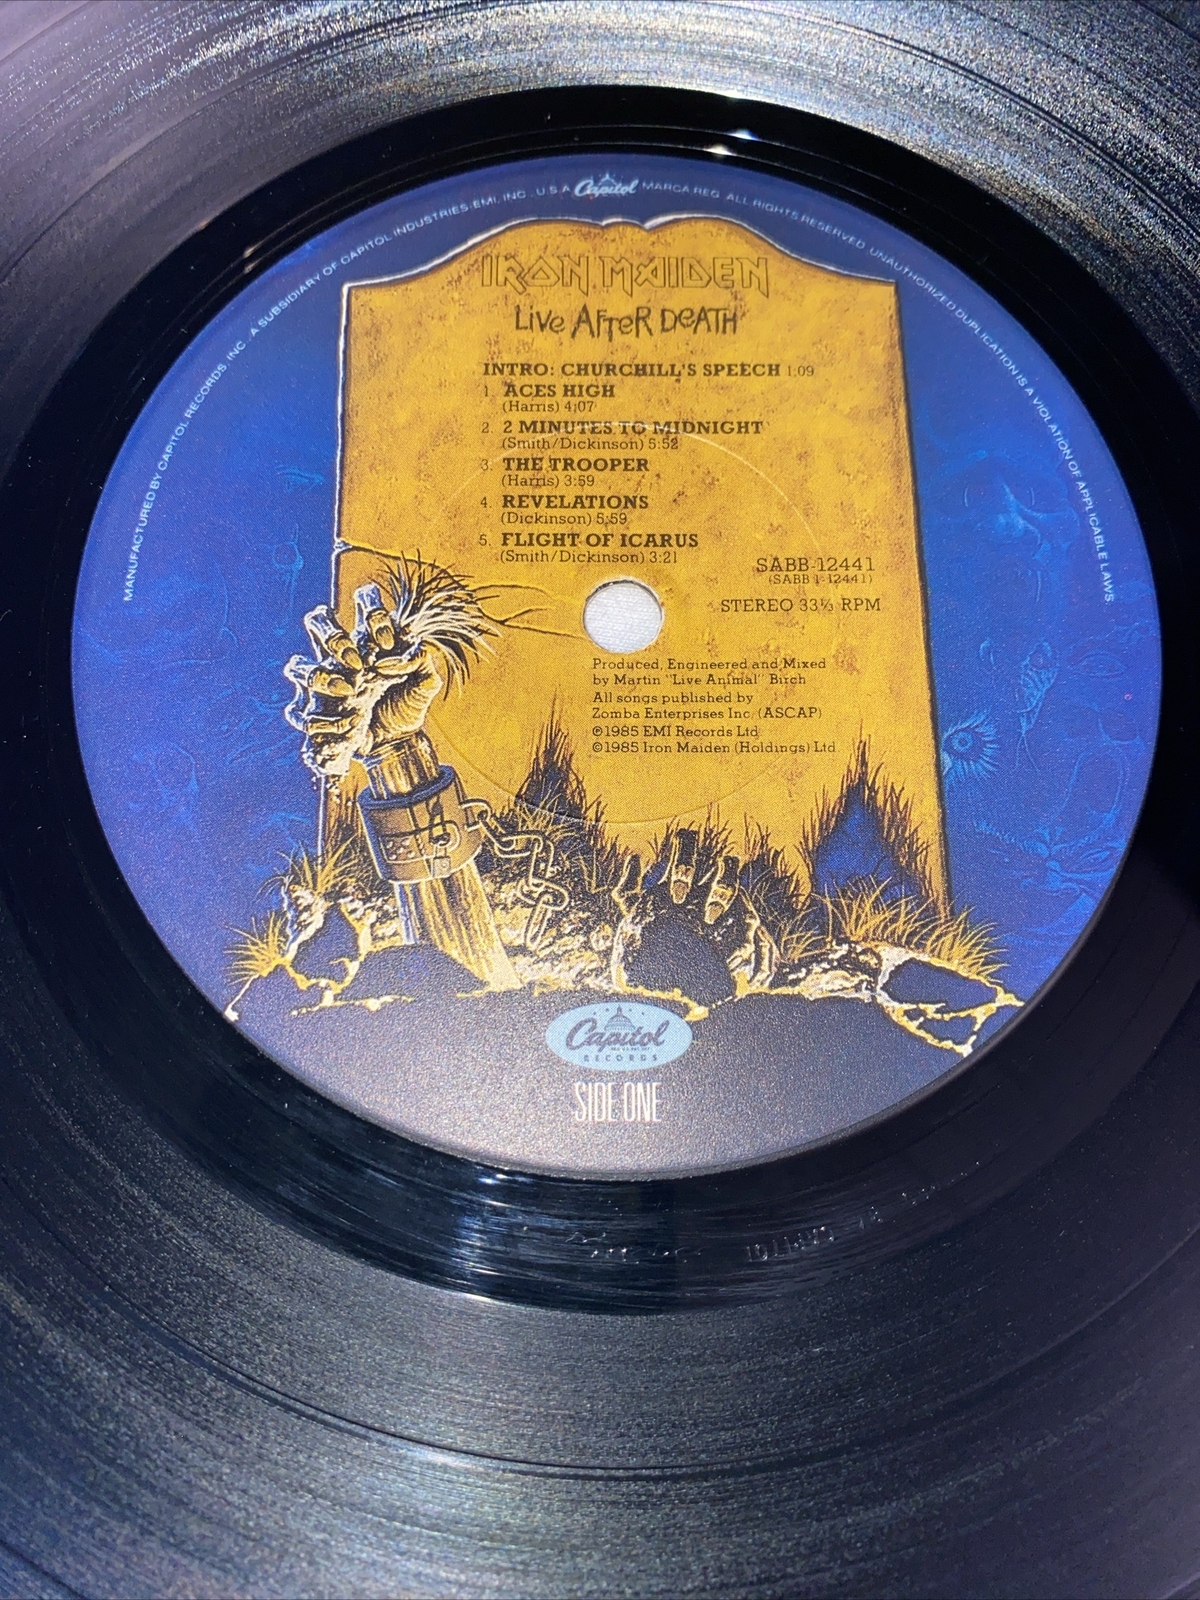 MANUFACTURED BY CAPITOL RECORDS, INC., A SUBSIDIARY OF CAPITOL INDUSTRIES-EMI, INC., U.S.A. Capitol MARCA REG. ALL RIGHTS RESERVED. UNAUTHORIZED DUPLICATION IS A VIOLATION OF APPLICABLE LAWS
IRON MAIDEN
LIVE AFTER DEATH
INTRO: CHURCHILL'S SPEECH 1:09
1. ACES HIGH
(Harris) 4:07
2. 2 MINUTES TO MIDNIGHT
(Smith/Dickinson) 5:52
3. THE TROOPER
(Harris) 3:59
4. REVELATIONS
(Dickinson) 5:59
5. FLIGHT OF ICARUS
(Smith/Dickinson) 3:21
SABB-12441
(SABB 1-12441)
STEREO 33⅓ RPM
Produced, Engineered and Mixed
by Martin "Live Animal" Birch
All songs published by
Zomba Enterprises Inc. (ASCAP)
℗1985 EMI Records Ltd
©1985 Iron Maiden (Holdings) Ltd.
Capitol
RECORDS
SIDE ONE